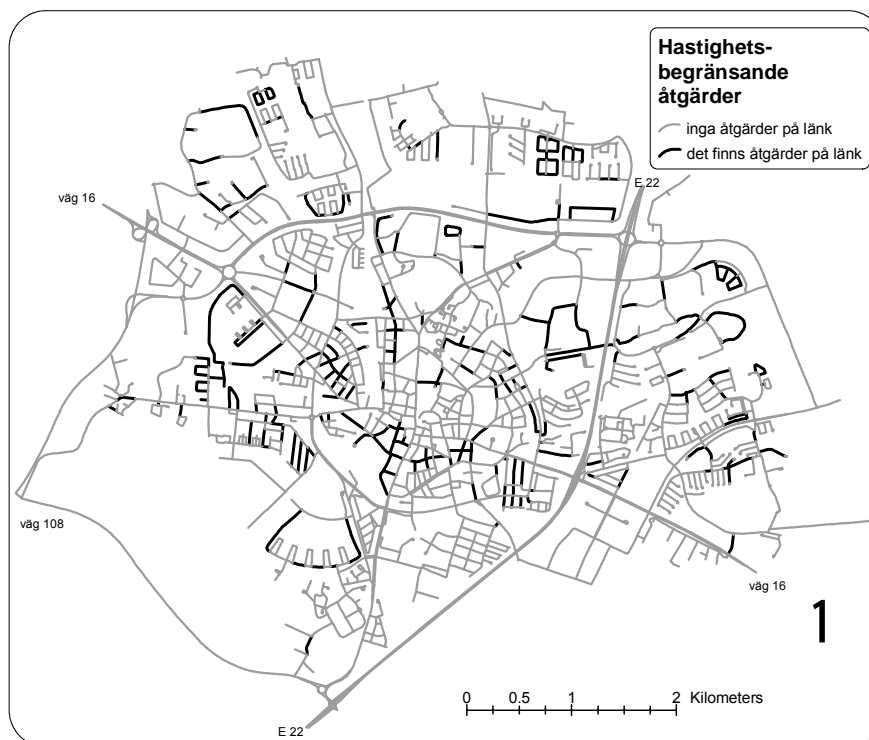 Hastighets-
begränsande
åtgärder
inga åtgärder på länk
det finns åtgärder på länk
E 22
väg 16
väg 108
väg 16
1
0 0.5 1 2 Kilometers
E 22